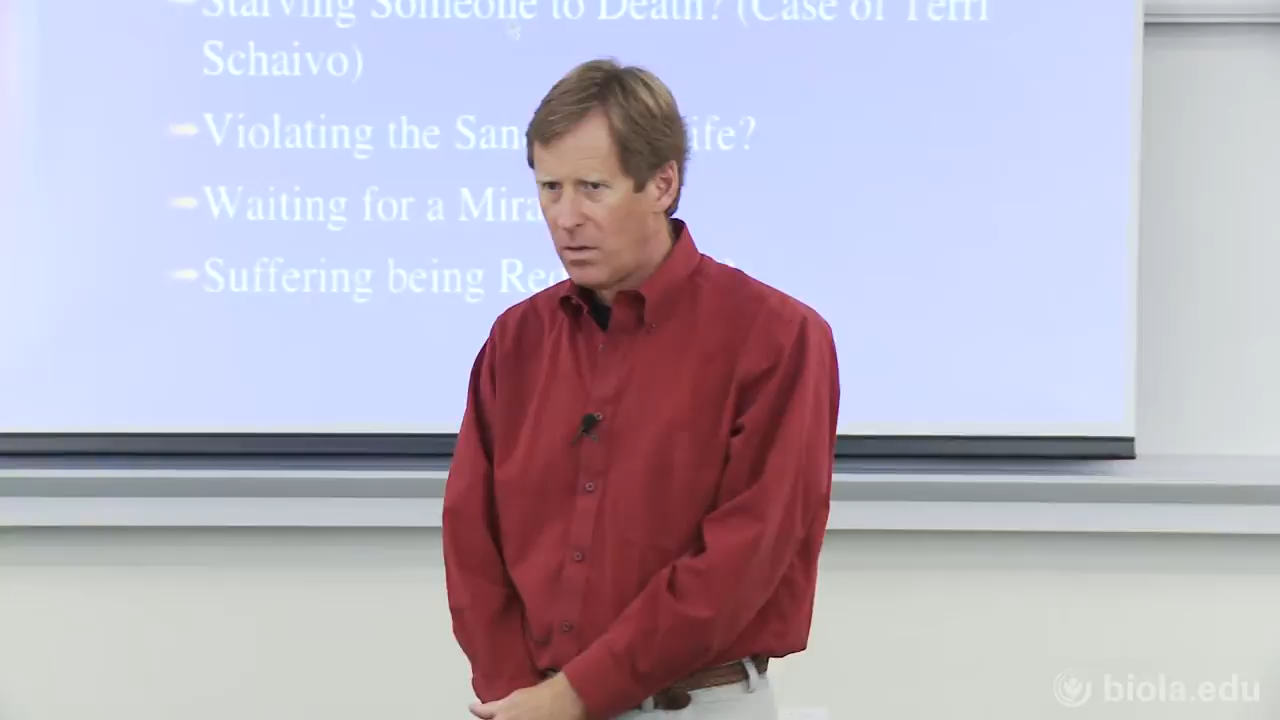 Starving Someone to Death? (Case of Terri
Schaivo)
Violating the San ife?
Waiting for a Mira
Suffering being Re ?
biola.edu